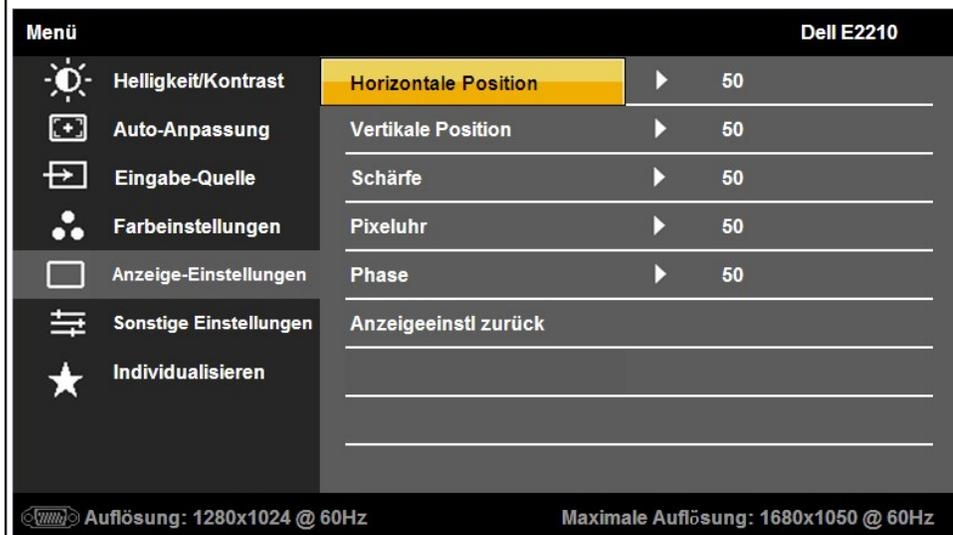 Menü Dell E2210
Helligkeit/Kontrast Horizontale Position 50
Auto-Anpassung Vertikale Position 50
Eingabe-Quelle Schärfe 50
Farbeinstellungen Pixeluhr 50
Anzeige-Einstellungen Phase 50
Sonstige Einstellungen Anzeigeeinstl zurück
Individualisieren
Auflösung: 1280x1024 @ 60Hz Maximale Auflösung: 1680x1050 @ 60Hz